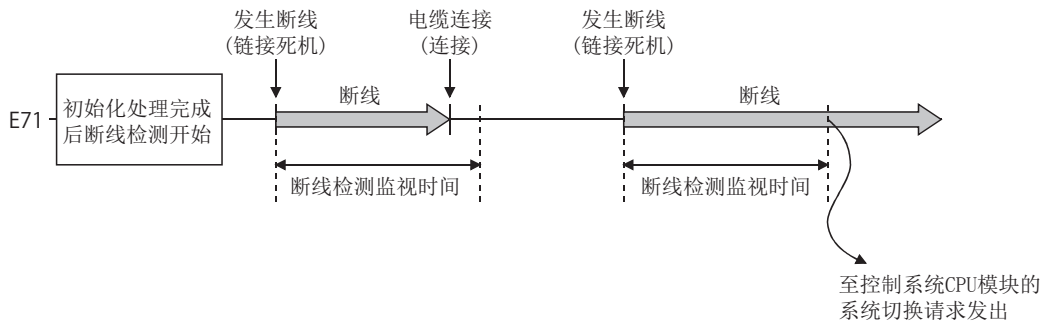 发生断线
(链接死机)
电缆连接
(连接)
发生断线
(链接死机)
断线
断线
E71
初始化处理完成
后断线检测开始
断线检测监视时间
断线检测监视时间
至控制系统CPU模块的
系统切换请求发出